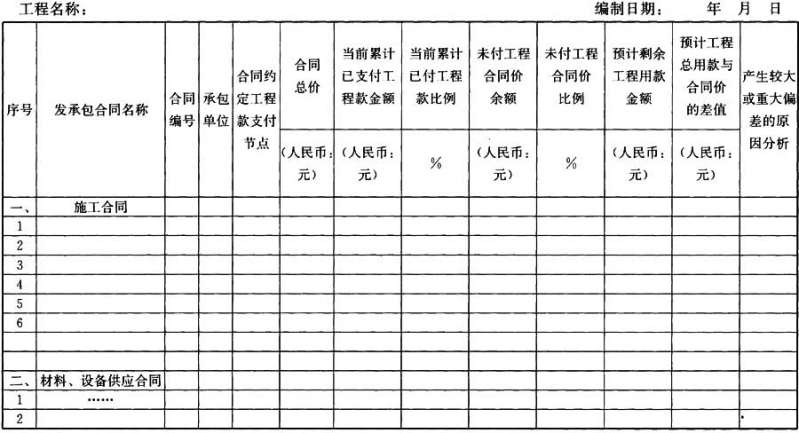 工程名称： 编制日期： 年 月 日
序号 发承包合同名称 合同编号 承包单位 合同约定工程款支付节点 合同总价 当前累计已支付工程款金额 当前累计已付工程款比例 未付工程合同价余额 未付工程合同价比例 预计剩余工程用款金额 预计工程总用款与合同价的差值 产生较大或重大偏差的原因分析
（人民币：元） （人民币：元） % （人民币：元） % （人民币：元） （人民币：元）
一、 施工合同
1
2
3
4
5
6
二、 材料、设备供应合同
1 ……
2